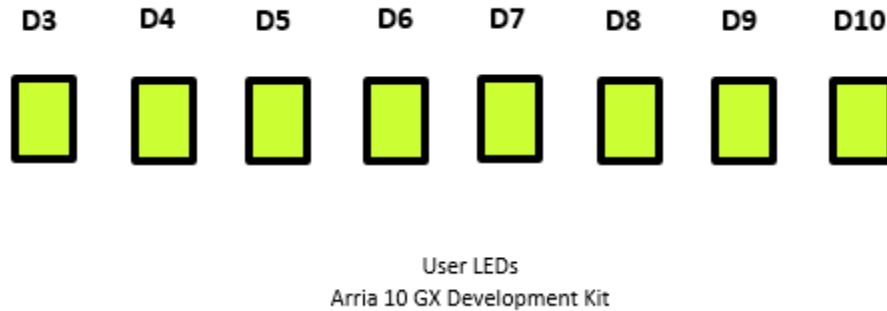 D3 D4 D5 D6 D7 D8 D9 D10
User LEDs
Arria 10 GX Development Kit